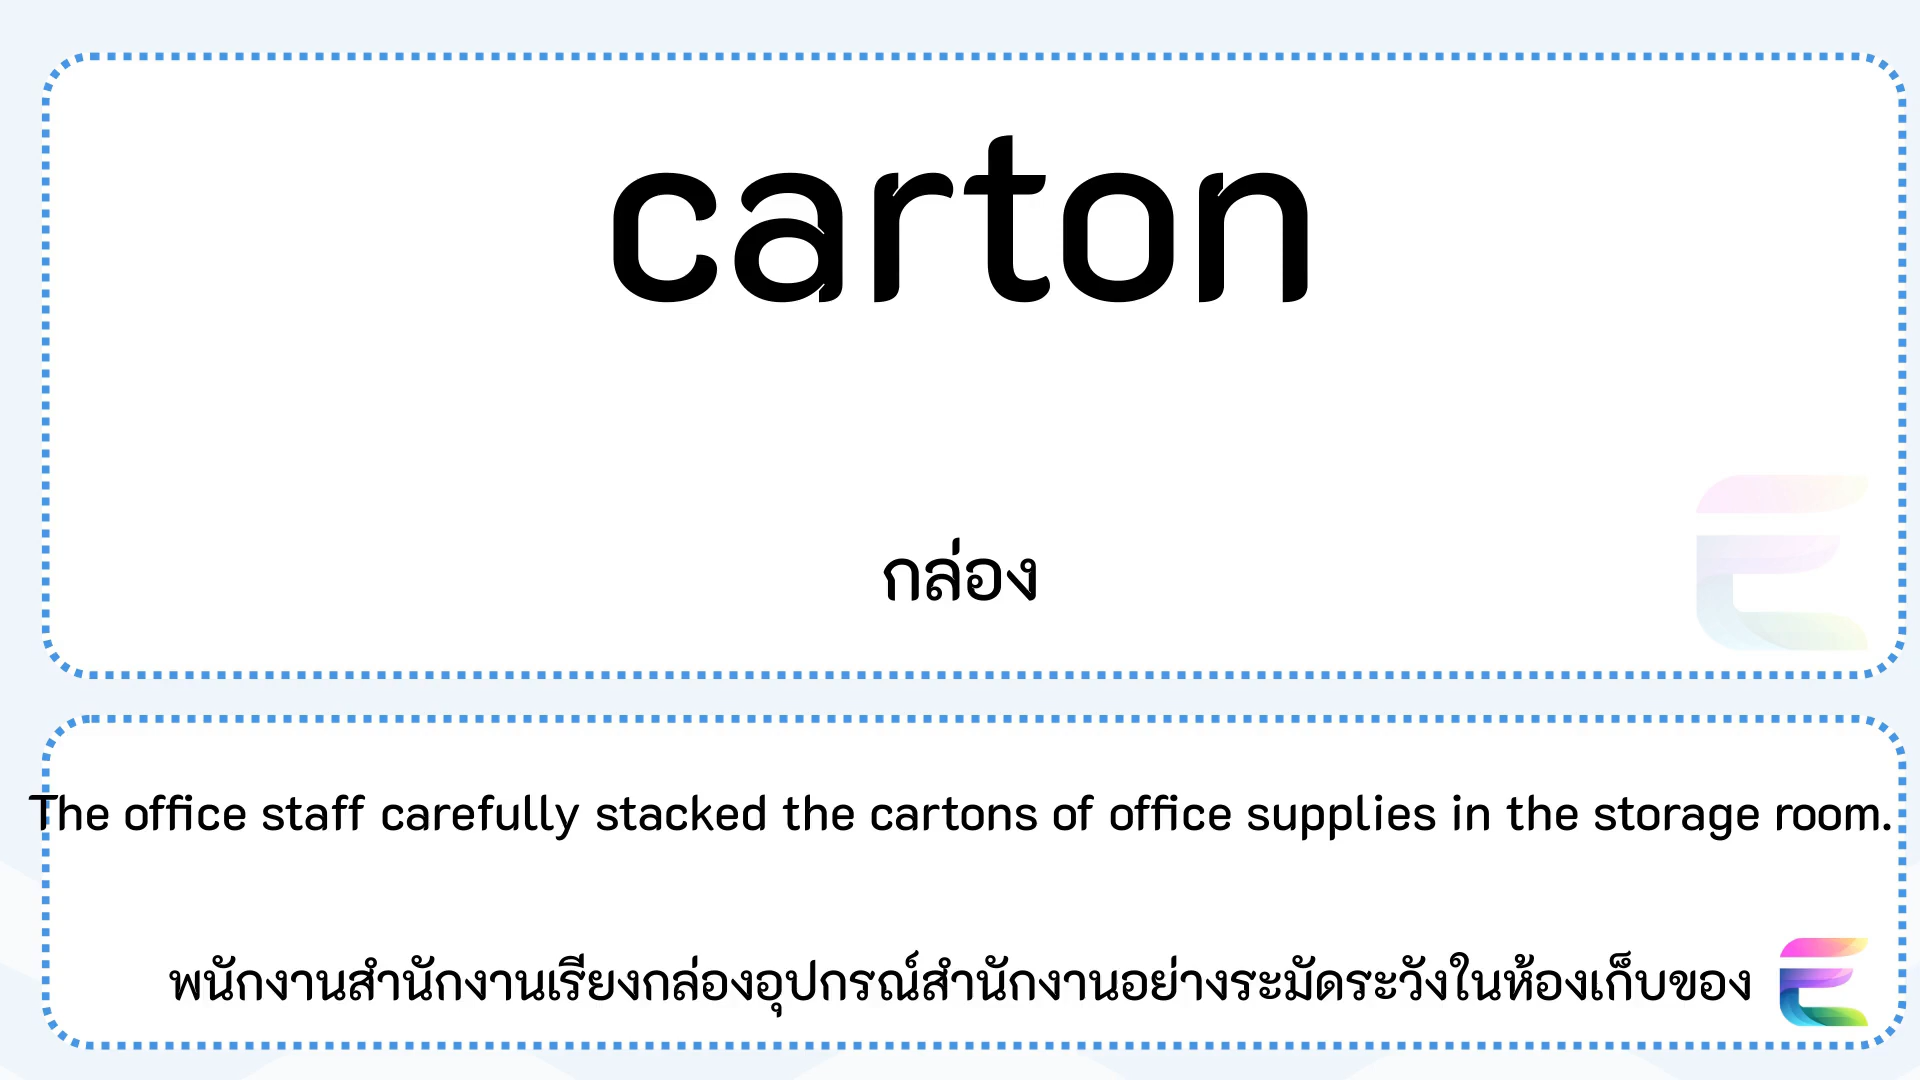 carton
กล่อง
The office staff carefully stacked the cartons of office supplies in the storage room.
พนักงานสำนักงานเรียงกล่องอุปกรณ์สำนักงานอย่างระมัดระวังในห้องเก็บของ